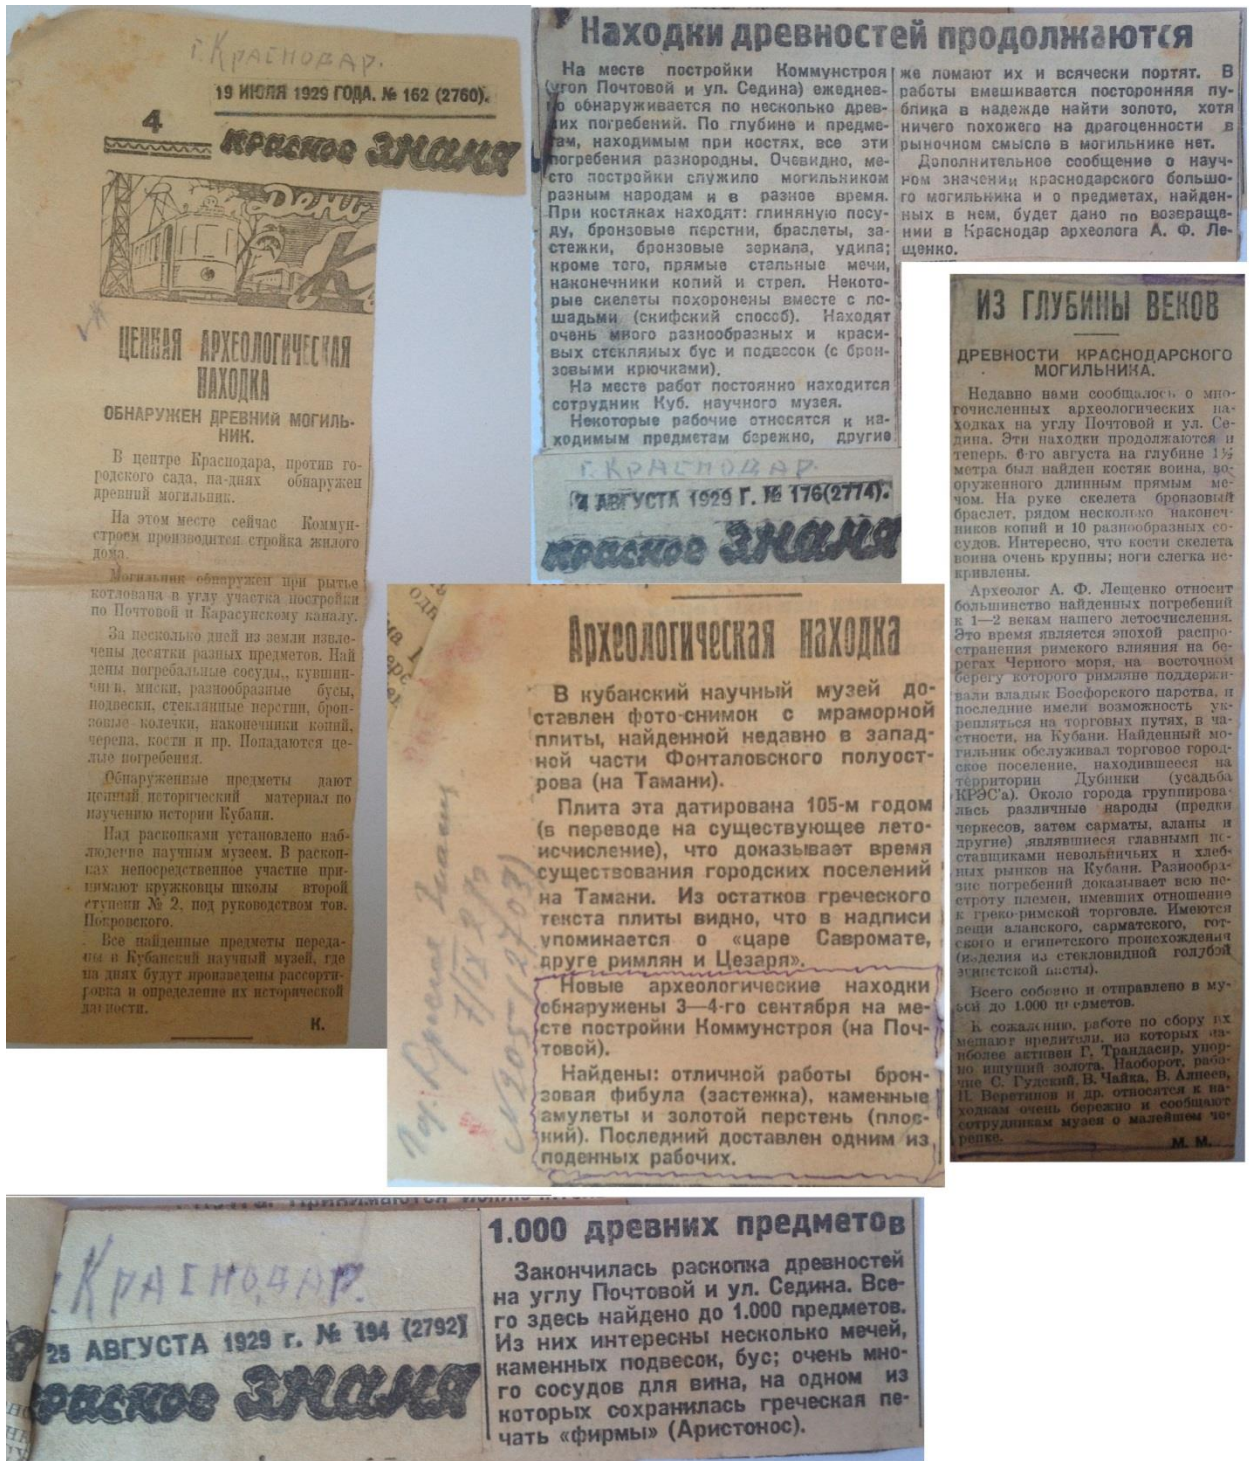 г. Краснодар.
19 ИЮЛЯ 1929 ГОДА. № 162 (2760).
4
Красное Знамя
День
ЦЕННАЯ АРХЕОЛОГИЧЕСКАЯ
НАХОДКА
ОБНАРУЖЕН ДРЕВНИЙ МОГИЛЬ-
НИК.
В центре Краснодара, против го-
родского сада, на-днях обнаружен
древний могильник.
На этом месте сейчас Коммун-
строем производится стройка жилого
дома.
Могильник обнаружен при рытье
котлована в углу участка постройки
по Почтовой и Карасунскому каналу.
За несколько дней из земли извле-
чены десятки разных предметов. Най
дены погребальные сосуды,, кувшин-
чики, миски, разнообразные бусы,
подвески, стеклянные перстни, брон-
зовые колечки, наконечники копий,
черепа, кости и пр. Попадаются це-
лые погребения.
Обнаруженные предметы дают
ценный исторический материал по
изучению истории Кубани.
Над раскопками установлено наб-
людение научным музеем. В раскоп-
ках непосредственное участие при-
нимают кружковцы школы второй
ступени № 2, под руководством тов.
Покровского.
Все найденные предметы переда-
ны в Кубанский научный музей, где
на днях будут произведены рассорти-
ровка и определение их исторической
давности.
К.
Находки древностей продолжаются
На месте постройки Коммунстроя
(угол Почтовой и ул. Седина) ежеднев-
но обнаруживается по несколько древ-
них погребений. По глубине и предме-
там, находимым при костях, все эти
погребения разнородны. Очевидно, ме-
сто постройки служило могильником
разным народам и в разное время.
При костяках находят: глиняную посу-
ду, бронзовые перстни, браслеты, за-
стежки, бронзовые зеркала, удила;
кроме того, прямые стальные мечи,
наконечники копий и стрел. Некото-
рые скелеты похоронены вместе с ло-
шадьми (скифский способ). Находят
очень много разнообразных и краси-
вых стекляных бус и подвесок (с брон-
зовыми крючками).
На месте работ постоянно находится
сотрудник Куб. научного музея.
Некоторые рабочие относятся к на-
ходимым предметам бережно, другие
же ломают их и всячески портят. В
работы вмешивается посторонняя пу-
блика в надежде найти золото, хотя
ничего похожего на драгоценности в
рыночном смысле в могильнике нет.
Дополнительное сообщение о науч-
ном значении краснодарского большо-
го могильника и о предметах, найден-
ных в нем, будет дано по возвраще-
нии в Краснодар археолога А. Ф. Ле-
щенко.
г. Краснодар.
4 АВГУСТА 1929 Г. № 176(2774).
Красное Знамя
ИЗ ГЛУБИНЫ ВЕКОВ
ДРЕВНОСТИ КРАСНОДАРСКОГО
МОГИЛЬНИКА.
Недавно нами сообщалось о мно-
гочисленных археологических на-
ходках на углу Почтовой и ул. Се-
дина. Эти находки продолжаются и
теперь. 6-го августа на глубине 1½
метра был найден костяк воина, во-
оруженного длинным прямым ме-
чом. На руке скелета бронзовый
браслет, рядом несколько наконеч-
ников копий и 10 разнообразных со-
судов. Интересно, что кости скелета
воина очень крупны; ноги слегка ис-
кривлены.
Археолог А. Ф. Лещенко относит
большинство найденных погребений
к 1—2 векам нашего летосчисления.
Это время является эпохой распро-
странения римского влияния на бе-
регах Черного моря, на восточном
берегу которого римляне поддержи-
вали владык Босфорского царства, и
последние имели возможность ук-
репляться на торговых путях, в ча-
стности, на Кубани. Найденный мо-
гильник обслуживал торговое город-
ское поселение, находившееся на
территории Дубинки (усадьба
КРЭС'а). Около города группирова-
лись различные народы (предки
черкесов, затем сарматы, аланы и
другие) ,являвшиеся главными по-
ставщиками невольничьих и хлеб-
ных рынков на Кубани. Разнообра-
зие погребений доказывает всю пе-
строту племен, имевших отношение
к греко-римской торговле. Имеются
вещи аланского, сарматского, гот-
ского и египетского происхождения
(изделия из стекловидной голубой
египетской пасты).
Всего собрано и отправлено в му-
зей до 1.000 предметов.
К сожалению, работе по сбору их
мешают вредители, из которых на-
иболее активен Г. Трандасир, упор-
но ищущий золота. Наоборот, рабо-
чие С. Гудский, В. Чайка, В. Алпеев,
П. Веретинов и др. относятся к на-
ходкам очень бережно и сообщают
сотрудникам музея о малейшем че-
репке.
М. М.
Археологическая находка
В кубанский научный музей до-
ставлен фото-снимок с мраморной
плиты, найденной недавно в запад-
ной части Фонталовского полуост-
рова (на Тамани).
Плита эта датирована 105-м годом
(в переводе на существующее лето-
исчисление), что доказывает время
существования городских поселений
на Тамани. Из остатков греческого
текста плиты видно, что в надписи
упоминается о «царе Савромате,
друге римлян и Цезаря».
Новые археологические находки
обнаружены 3—4-го сентября на ме-
сте постройки Коммунстроя (на Поч-
товой).
Найдены: отличной работы брон-
зовая фибула (застежка), каменные
амулеты и золотой перстень (плос-
кий). Последний доставлен одним из
поденных рабочих.
Красное Знамя
7/IX 29
N 205 (2703)
г. Краснодар.
25 АВГУСТА 1929 г. № 194 (2792)
Красное Знамя
1.000 древних предметов
Закончилась раскопка древностей
на углу Почтовой и ул. Седина. Все-
го здесь найдено до 1.000 предметов.
Из них интересны несколько мечей,
каменных подвесок, бус; очень мно-
го сосудов для вина, на одном из
которых сохранилась греческая пе-
чать «фирмы» (Аристонос).